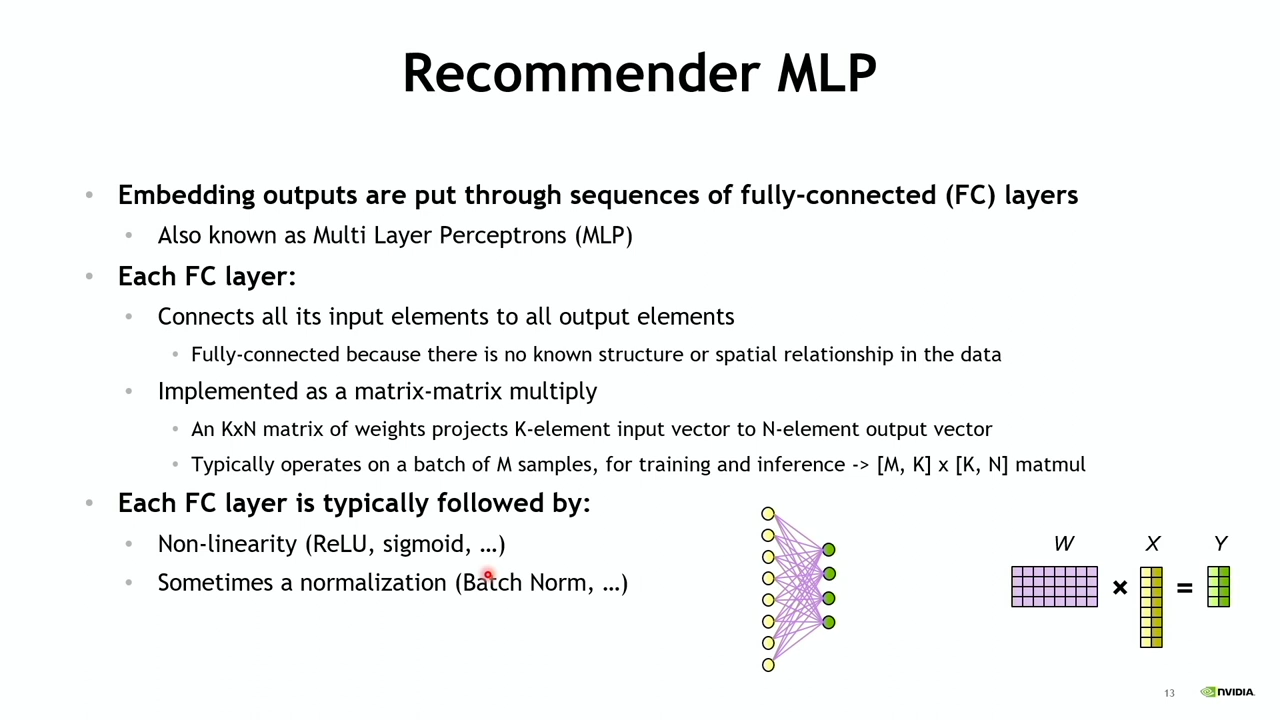 Recommender MLP
• Embedding outputs are put through sequences of fully-connected (FC) layers
• Also known as Multi Layer Perceptrons (MLP)
• Each FC layer:
• Connects all its input elements to all output elements
• Fully-connected because there is no known structure or spatial relationship in the data
• Implemented as a matrix-matrix multiply
• An KxN matrix of weights projects K-element input vector to N-element output vector
• Typically operates on a batch of M samples, for training and inference -> [M, K] x [K, N] matmul
• Each FC layer is typically followed by:
• Non-linearity (ReLU, sigmoid, …)
• Sometimes a normalization (Batch Norm, …)
W X Y
× =
13 NVIDIA.